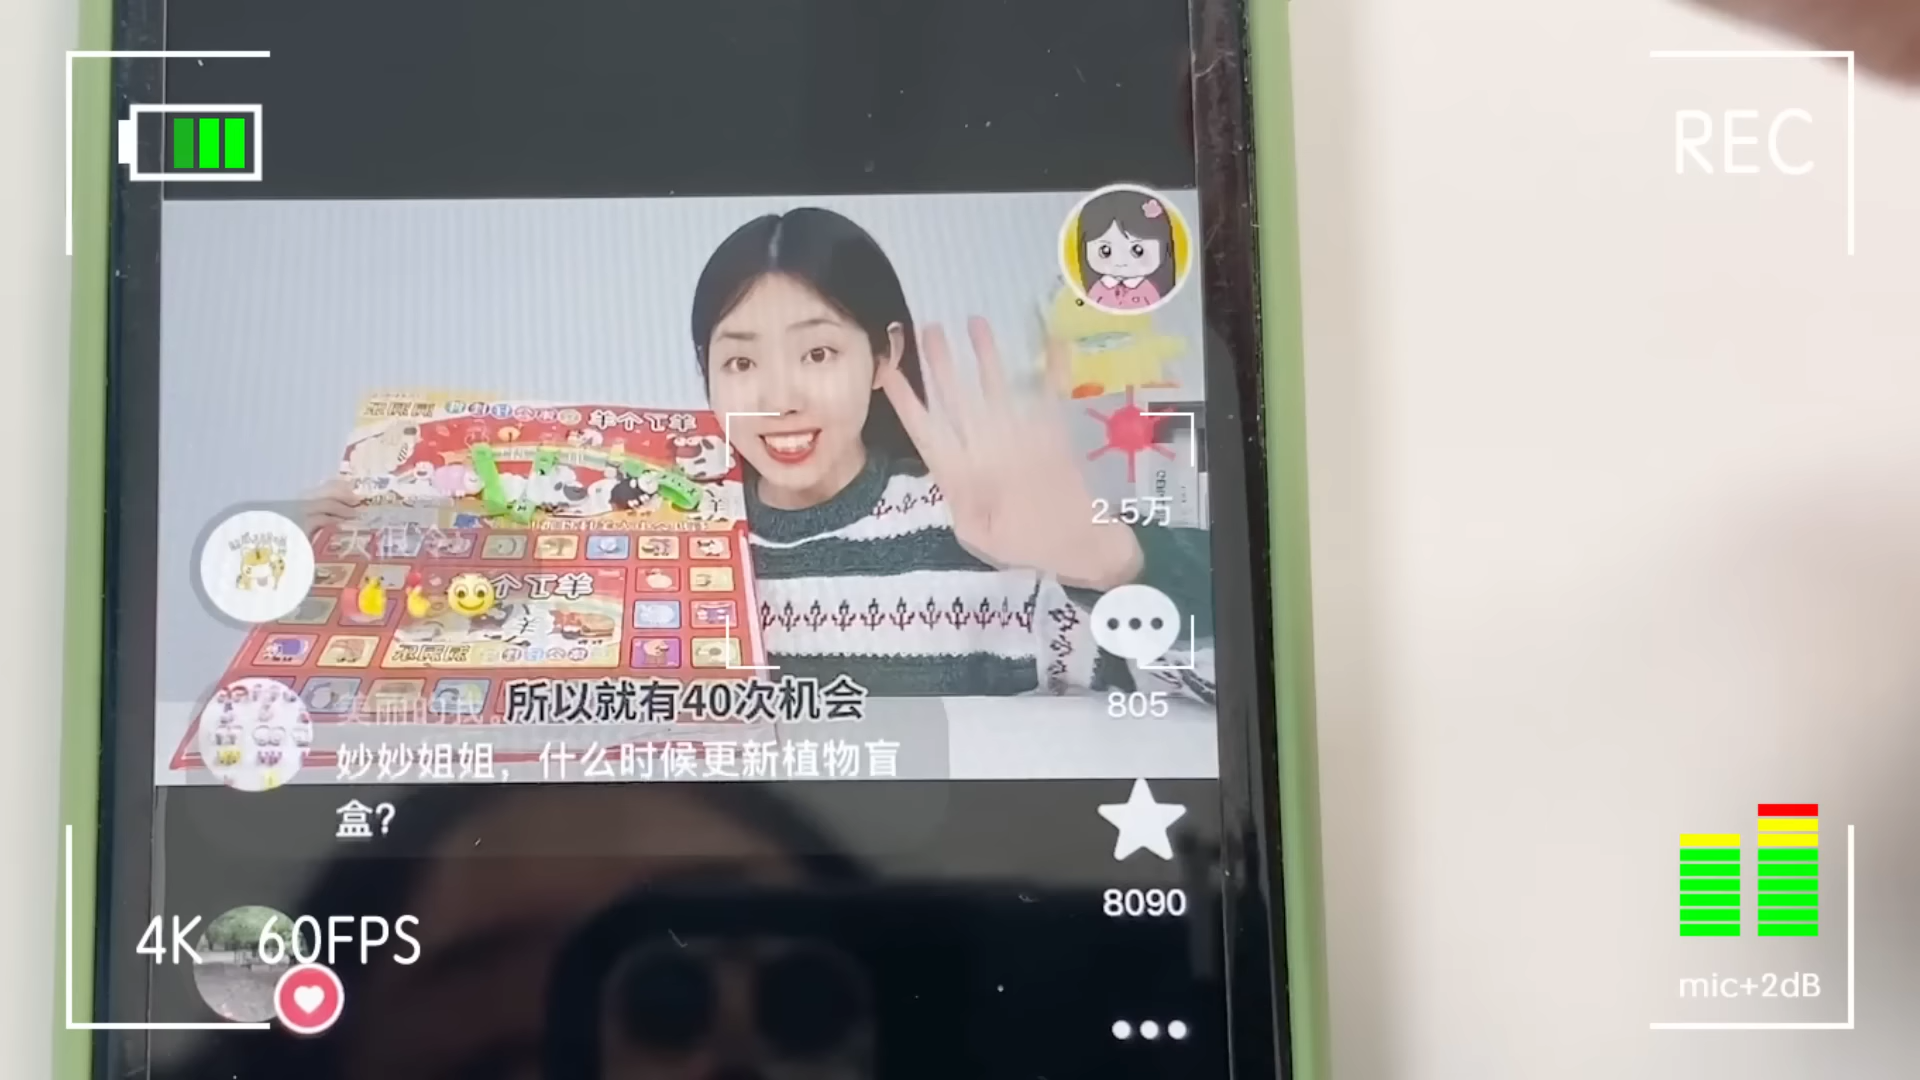 REC
羊个了羊
2.5万
个了羊
805
所以就有40次机会
妙妙姐姐，什么时候更新植物盲
盒？
8090
4K 60FPS
mic+2dB